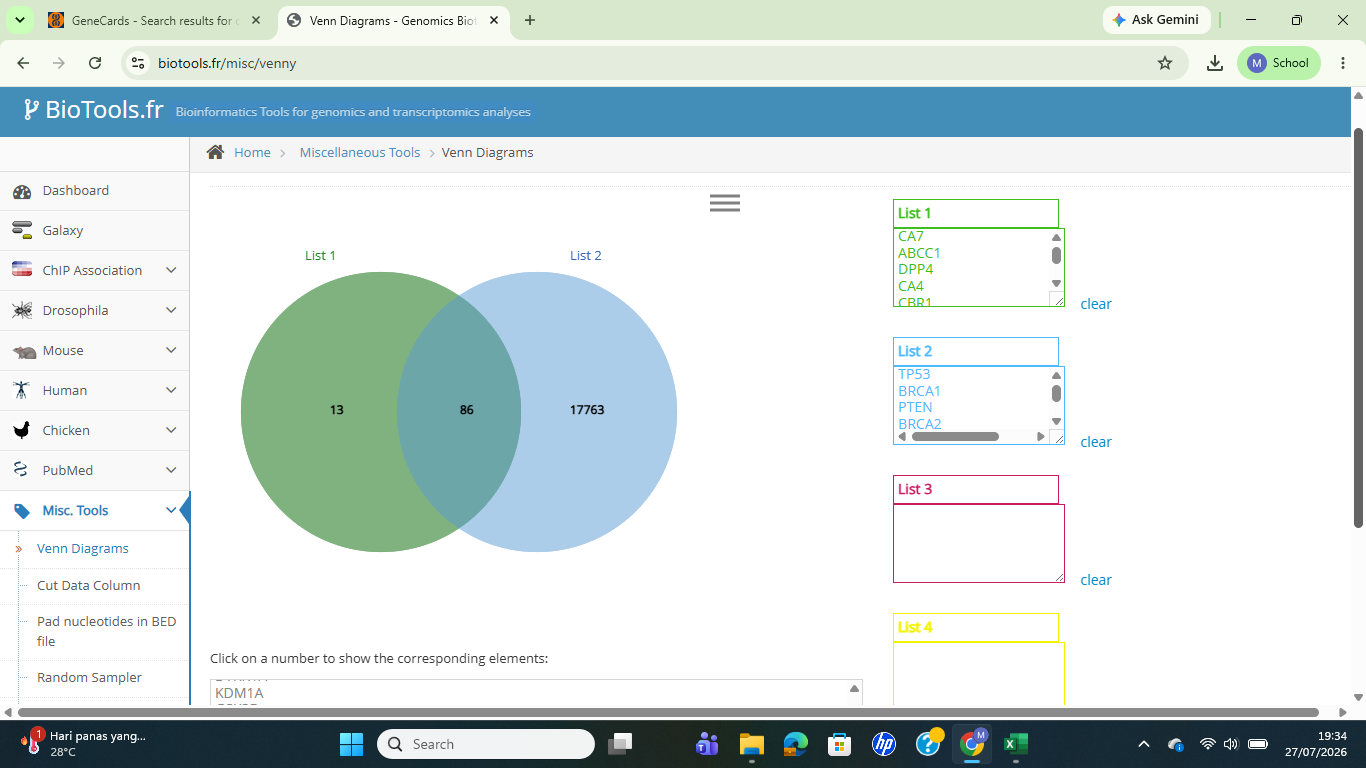 GeneCards - Search results for c
Venn Diagrams - Genomics Biot
Ask Gemini
biotools.fr/misc/venny
M School
BioTools.fr Bioinformatics Tools for genomics and transcriptomics analyses
Home > Miscellaneous Tools > Venn Diagrams
Dashboard
Galaxy
ChIP Association
Drosophila
Mouse
Human
Chicken
PubMed
Misc. Tools
» Venn Diagrams
Cut Data Column
Pad nucleotides in BED
file
Random Sampler
List 1
List 2
13
86
17763
Click on a number to show the corresponding elements:
KDM1A
List 1
CA7
ABCC1
DPP4
CA4
CBR1
clear
List 2
TP53
BRCA1
PTEN
BRCA2
clear
List 3
clear
List 4
1
Hari panas yang...
28°C
Search
M
19:34
27/07/2026